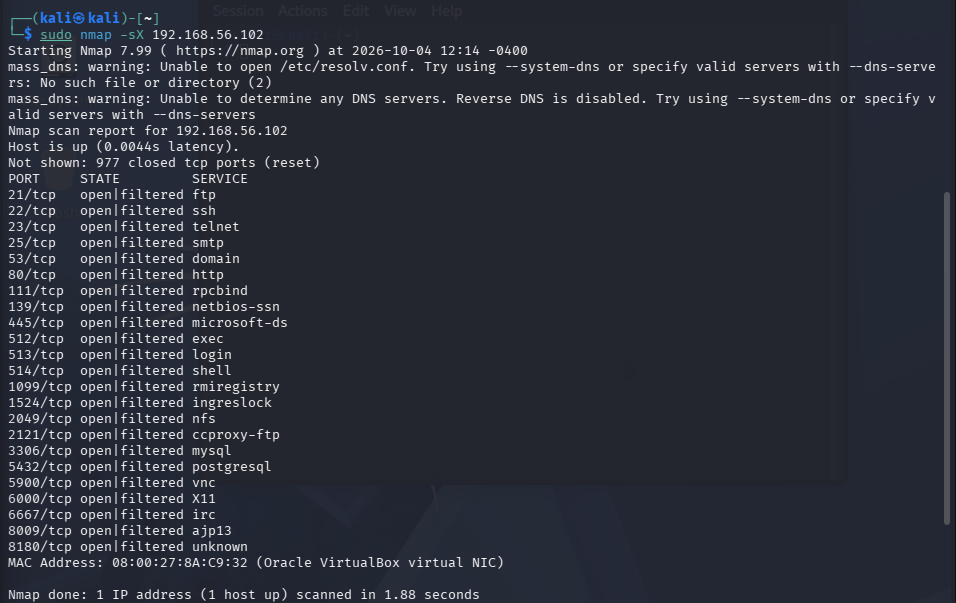 Session Actions Edit View Help
┌──(kali㉿kali)-[~]
└─$ sudo nmap -sX 192.168.56.102
Starting Nmap 7.99 ( https://nmap.org ) at 2026-10-04 12:14 -0400
mass_dns: warning: Unable to open /etc/resolv.conf. Try using --system-dns or specify valid servers with --dns-serve
rs: No such file or directory (2)
mass_dns: warning: Unable to determine any DNS servers. Reverse DNS is disabled. Try using --system-dns or specify v
alid servers with --dns-servers
Nmap scan report for 192.168.56.102
Host is up (0.0044s latency).
Not shown: 977 closed tcp ports (reset)
PORT     STATE         SERVICE
21/tcp   open|filtered ftp
22/tcp   open|filtered ssh
23/tcp   open|filtered telnet
25/tcp   open|filtered smtp
53/tcp   open|filtered domain
80/tcp   open|filtered http
111/tcp  open|filtered rpcbind
139/tcp  open|filtered netbios-ssn
445/tcp  open|filtered microsoft-ds
512/tcp  open|filtered exec
513/tcp  open|filtered login
514/tcp  open|filtered shell
1099/tcp open|filtered rmiregistry
1524/tcp open|filtered ingreslock
2049/tcp open|filtered nfs
2121/tcp open|filtered ccproxy-ftp
3306/tcp open|filtered mysql
5432/tcp open|filtered postgresql
5900/tcp open|filtered vnc
6000/tcp open|filtered X11
6667/tcp open|filtered irc
8009/tcp open|filtered ajp13
8180/tcp open|filtered unknown
MAC Address: 08:00:27:8A:C9:32 (Oracle VirtualBox virtual NIC)
Nmap done: 1 IP address (1 host up) scanned in 1.88 seconds